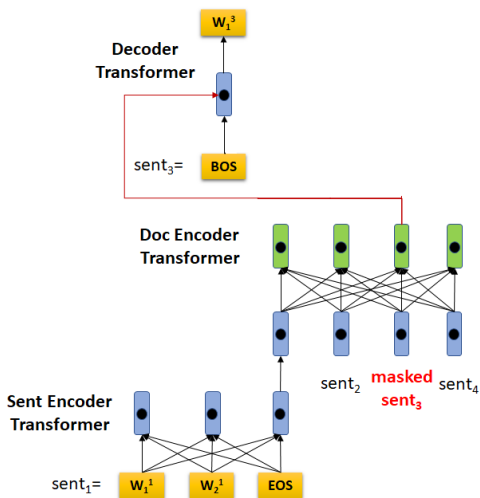 W₁³
Decoder
Transformer
sent₃= BOS
Doc Encoder
Transformer
sent₂ masked sent₄
sent₃
Sent Encoder
Transformer
sent₁= W₁¹ W₂¹ EOS